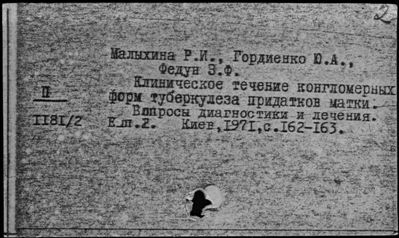 2
Малыхина Р.И., Гордиенко Ю.А.,
Федун З.Ф.
Клиническое течение конгломерных
форм туберкулеза придатков матки.
Вопросы диагностики и лечения.
В.п.2. Киев,1971,с.162-163.
П
1181/2